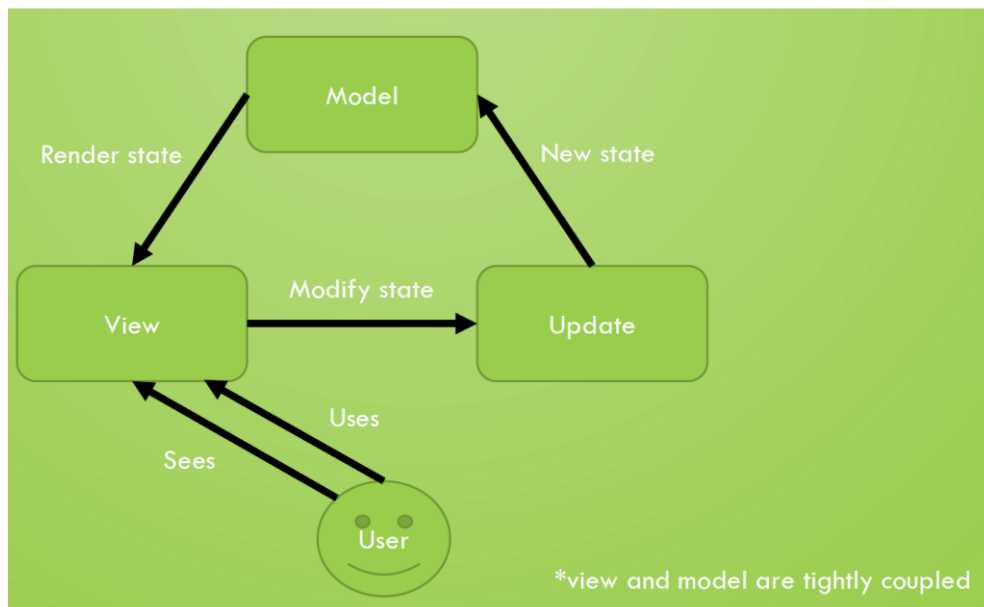 Model
Render state
New state
Modify state
View
Update
Uses
Sees
User
*view and model are tightly coupled